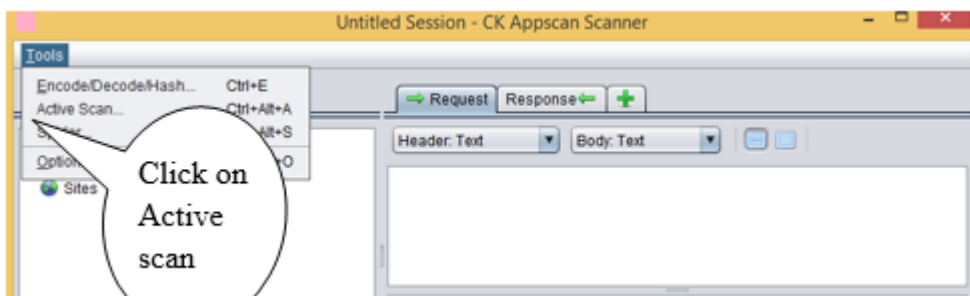 Untitled Session - CK Appscan Scanner
Tools
Encode/Decode/Hash... Ctrl+E
Active Scan... Ctrl+Alt+A
Request Response
Header: Text Body: Text
Sites
Click on
Active
scan